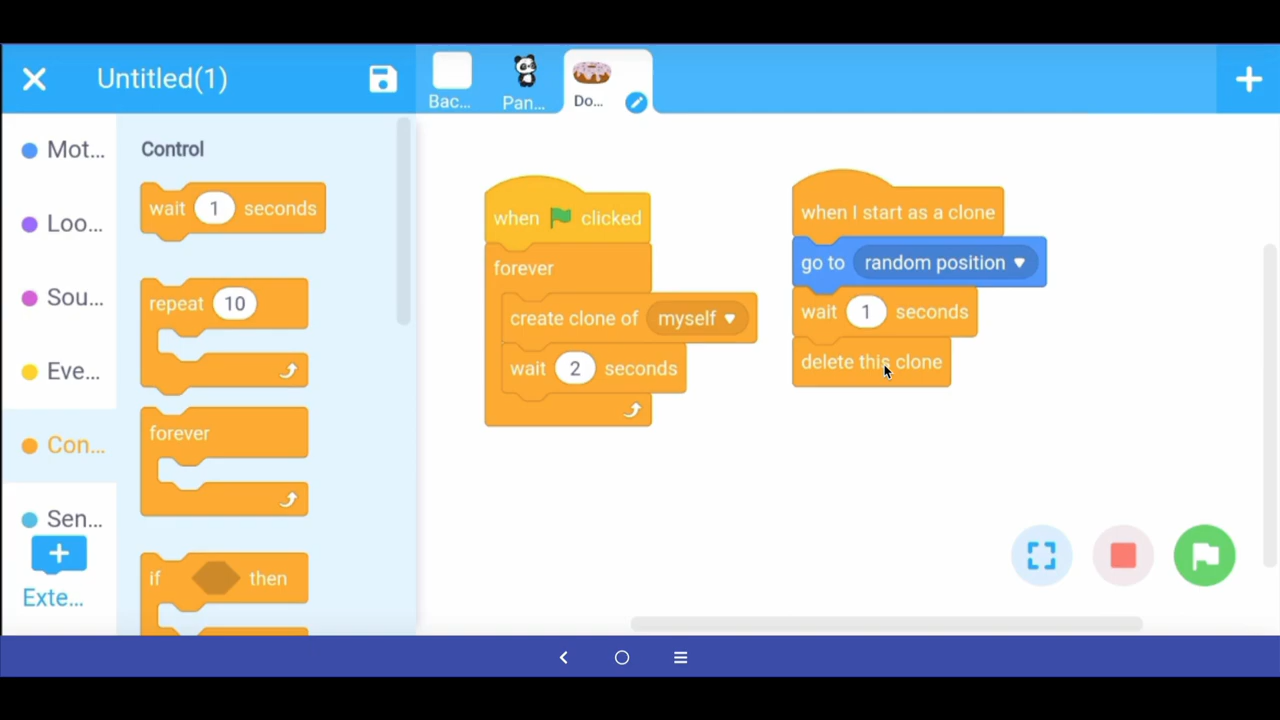 Untitled(1)
Bac...
Pan...
Do...
Mot...
Loo...
Sou...
Eve...
Con...
Sen...
Exte...
Control
wait 1 seconds
repeat 10
forever
if then
when clicked
forever
create clone of myself
wait 2 seconds
when I start as a clone
go to random position
wait 1 seconds
delete this clone